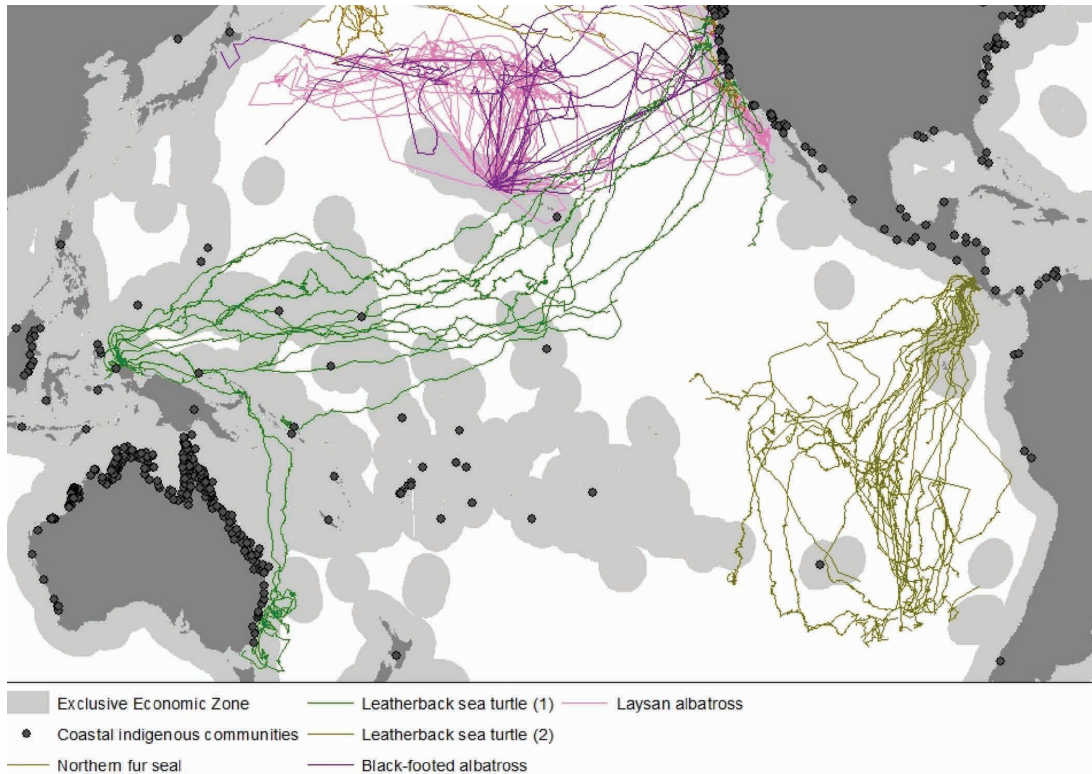 Exclusive Economic Zone
Leatherback sea turtle (1)
Laysan albatross
Coastal indigenous communities
Leatherback sea turtle (2)
Northern fur seal
Black-footed albatross